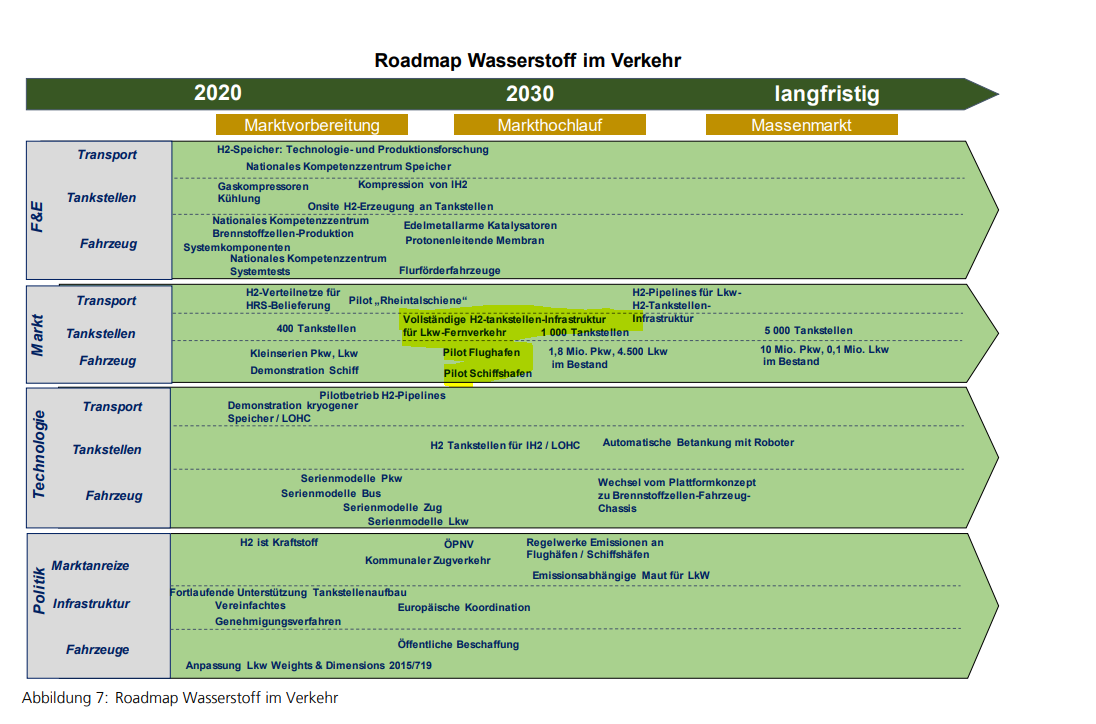 Roadmap Wasserstoff im Verkehr
2020
2030
langfristig
Marktvorbereitung
Markthochlauf
Massenmarkt
F&E
Transport
H2-Speicher: Technologie- und Produktionsforschung
Nationales Kompetenzzentrum Speicher
Tankstellen
Gaskompressoren
Kühlung
Kompression von lH2
Onsite H2-Erzeugung an Tankstellen
Fahrzeug
Nationales Kompetenzzentrum
Brennstoffzellen-Produktion
Systemkomponenten
Nationales Kompetenzzentrum
Systemtests
Edelmetallarme Katalysatoren
Protonenleitende Membran
Flurförderfahrzeuge
Markt
Transport
H2-Verteilnetze für
HRS-Belieferung
Pilot „Rheintalschiene“
H2-Pipelines für Lkw-
H2-Tankstellen-
Infrastruktur
Tankstellen
400 Tankstellen
Vollständige H2-tankstellen-Infrastruktur
für Lkw-Fernverkehr
1 000 Tankstellen
5 000 Tankstellen
Fahrzeug
Kleinserien Pkw, Lkw
Demonstration Schiff
Pilot Flughafen
Pilot Schiffshafen
1,8 Mio. Pkw, 4.500 Lkw
im Bestand
10 Mio. Pkw, 0,1 Mio. Lkw
im Bestand
Technologie
Transport
Pilotbetrieb H2-Pipelines
Demonstration kryogener
Speicher / LOHC
Tankstellen
H2 Tankstellen für lH2 / LOHC
Automatische Betankung mit Roboter
Fahrzeug
Serienmodelle Pkw
Serienmodelle Bus
Serienmodelle Zug
Serienmodelle Lkw
Wechsel vom Plattformkonzept
zu Brennstoffzellen-Fahrzeug-
Chassis
Politik
Marktanreize
H2 ist Kraftstoff
ÖPNV
Kommunaler Zugverkehr
Regelwerke Emissionen an
Flughäfen / Schiffshäfen
Emissionsabhängige Maut für LkW
Infrastruktur
Fortlaufende Unterstützung Tankstellenaufbau
Vereinfachtes
Genehmigungsverfahren
Europäische Koordination
Fahrzeuge
Öffentliche Beschaffung
Anpassung Lkw Weights & Dimensions 2015/719
Abbildung 7: Roadmap Wasserstoff im Verkehr